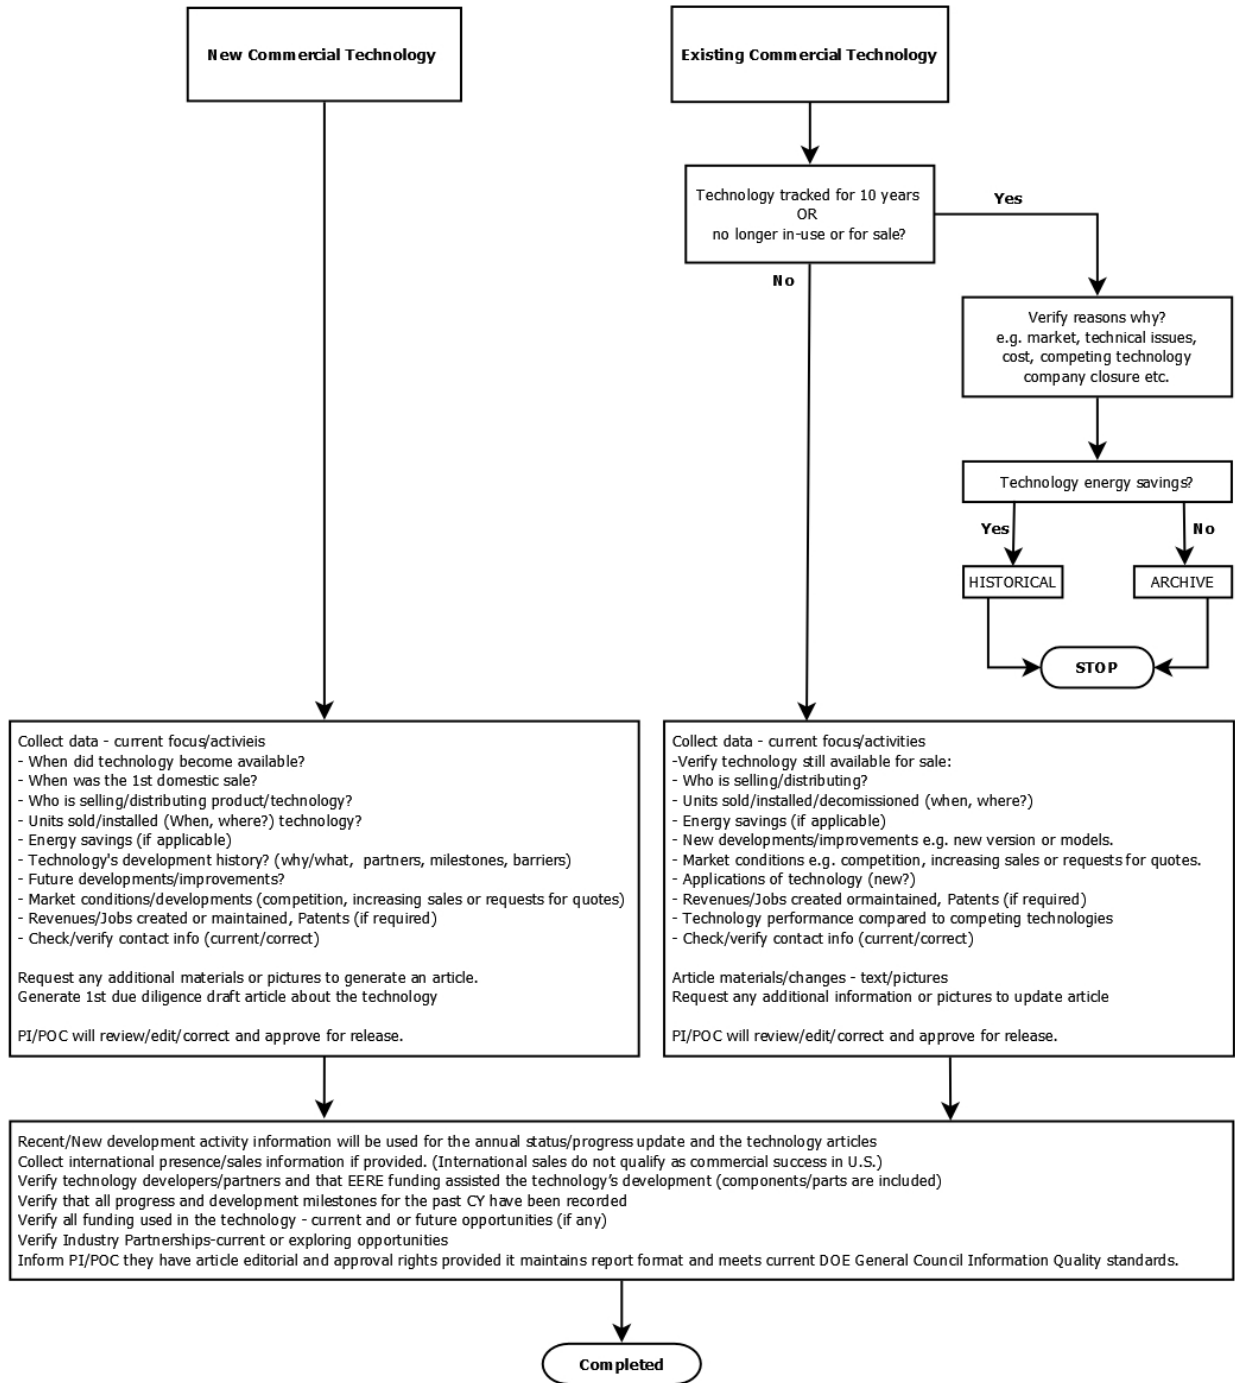 New Commercial Technology
Existing Commercial Technology
Technology tracked for 10 years
OR
no longer in-use or for sale?
Yes
No
Verify reasons why?
e.g. market, technical issues,
cost, competing technology
company closure etc.
Technology energy savings?
Yes
No
HISTORICAL
ARCHIVE
STOP
Collect data - current focus/activieis
- When did technology become available?
- When was the 1st domestic sale?
- Who is selling/distributing product/technology?
- Units sold/installed (When, where?) technology?
- Energy savings (if applicable)
- Technology's development history? (why/what, partners, milestones, barriers)
- Future developments/improvements?
- Market conditions/developments (competition, increasing sales or requests for quotes)
- Revenues/Jobs created or maintained, Patents (if required)
- Check/verify contact info (current/correct)
Request any additional materials or pictures to generate an article.
Generate 1st due diligence draft article about the technology
PI/POC will review/edit/correct and approve for release.
Collect data - current focus/activities
-Verify technology still available for sale:
- Who is selling/distributing?
- Units sold/installed/decomissioned (when, where?)
- Energy savings (if applicable)
- New developments/improvements e.g. new version or models.
- Market conditions e.g. competition, increasing sales or requests for quotes.
- Applications of technology (new?)
- Revenues/Jobs created ormaintained, Patents (if required)
- Technology performance compared to competing technologies
- Check/verify contact info (current/correct)
Article materials/changes - text/pictures
Request any additional information or pictures to update article
PI/POC will review/edit/correct and approve for release.
Recent/New development activity information will be used for the annual status/progress update and the technology articles
Collect international presence/sales information if provided. (International sales do not qualify as commercial success in U.S.)
Verify technology developers/partners and that EERE funding assisted the technology’s development (components/parts are included)
Verify that all progress and development milestones for the past CY have been recorded
Verify all funding used in the technology - current and or future opportunities (if any)
Verify Industry Partnerships-current or exploring opportunities
Inform PI/POC they have article editorial and approval rights provided it maintains report format and meets current DOE General Council Information Quality standards.
Completed